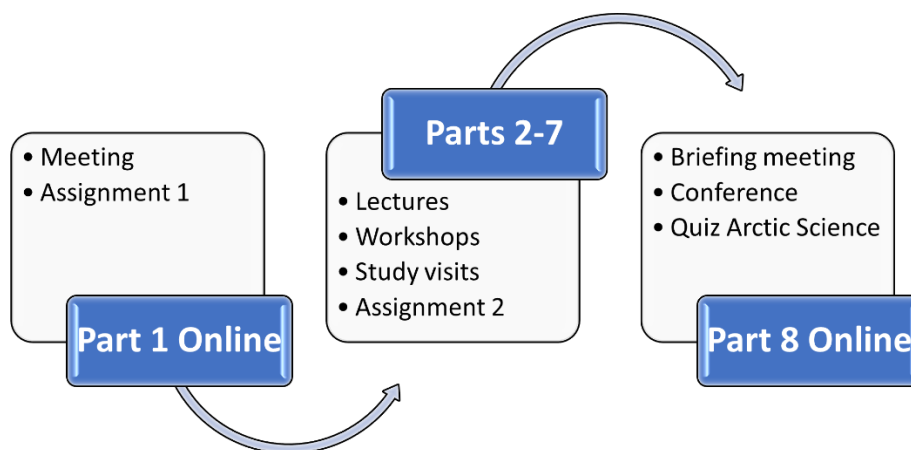 • Meeting
• Assignment 1
Part 1 Online
Parts 2-7
• Lectures
• Workshops
• Study visits
• Assignment 2
• Briefing meeting
• Conference
• Quiz Arctic Science
Part 8 Online